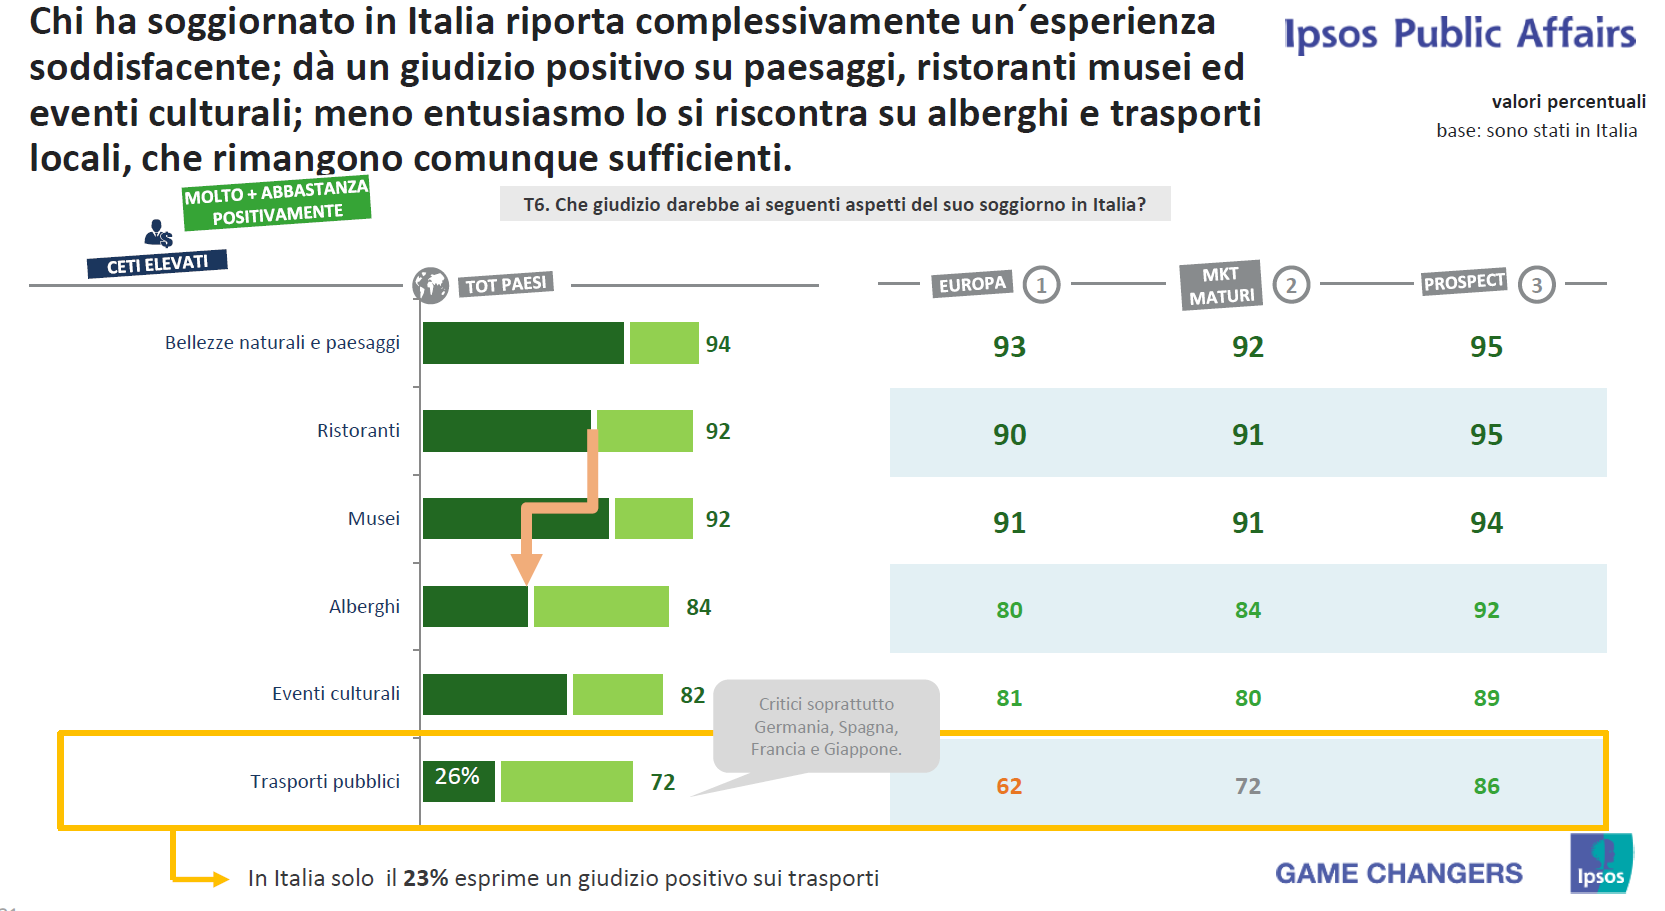 Chi ha soggiornato in Italia riporta complessivamente un´esperienza
soddisfacente; dà un giudizio positivo su paesaggi, ristoranti musei ed
eventi culturali; meno entusiasmo lo si riscontra su alberghi e trasporti
locali, che rimangono comunque sufficienti.
Ipsos Public Affairs
valori percentuali
base: sono stati in Italia
MOLTO + ABBASTANZA
POSITIVAMENTE
CETI ELEVATI
T6. Che giudizio darebbe ai seguenti aspetti del suo soggiorno in Italia?
TOT PAESI
EUROPA 1
MKT
MATURI 2
PROSPECT 3
Bellezze naturali e paesaggi 94 93 92 95
Ristoranti 92 90 91 95
Musei 92 91 91 94
Alberghi 84 80 84 92
Eventi culturali 82 81 80 89
Critici soprattutto
Germania, Spagna,
Francia e Giappone.
Trasporti pubblici 26% 72 62 72 86
In Italia solo il 23% esprime un giudizio positivo sui trasporti
GAME CHANGERS
Ipsos